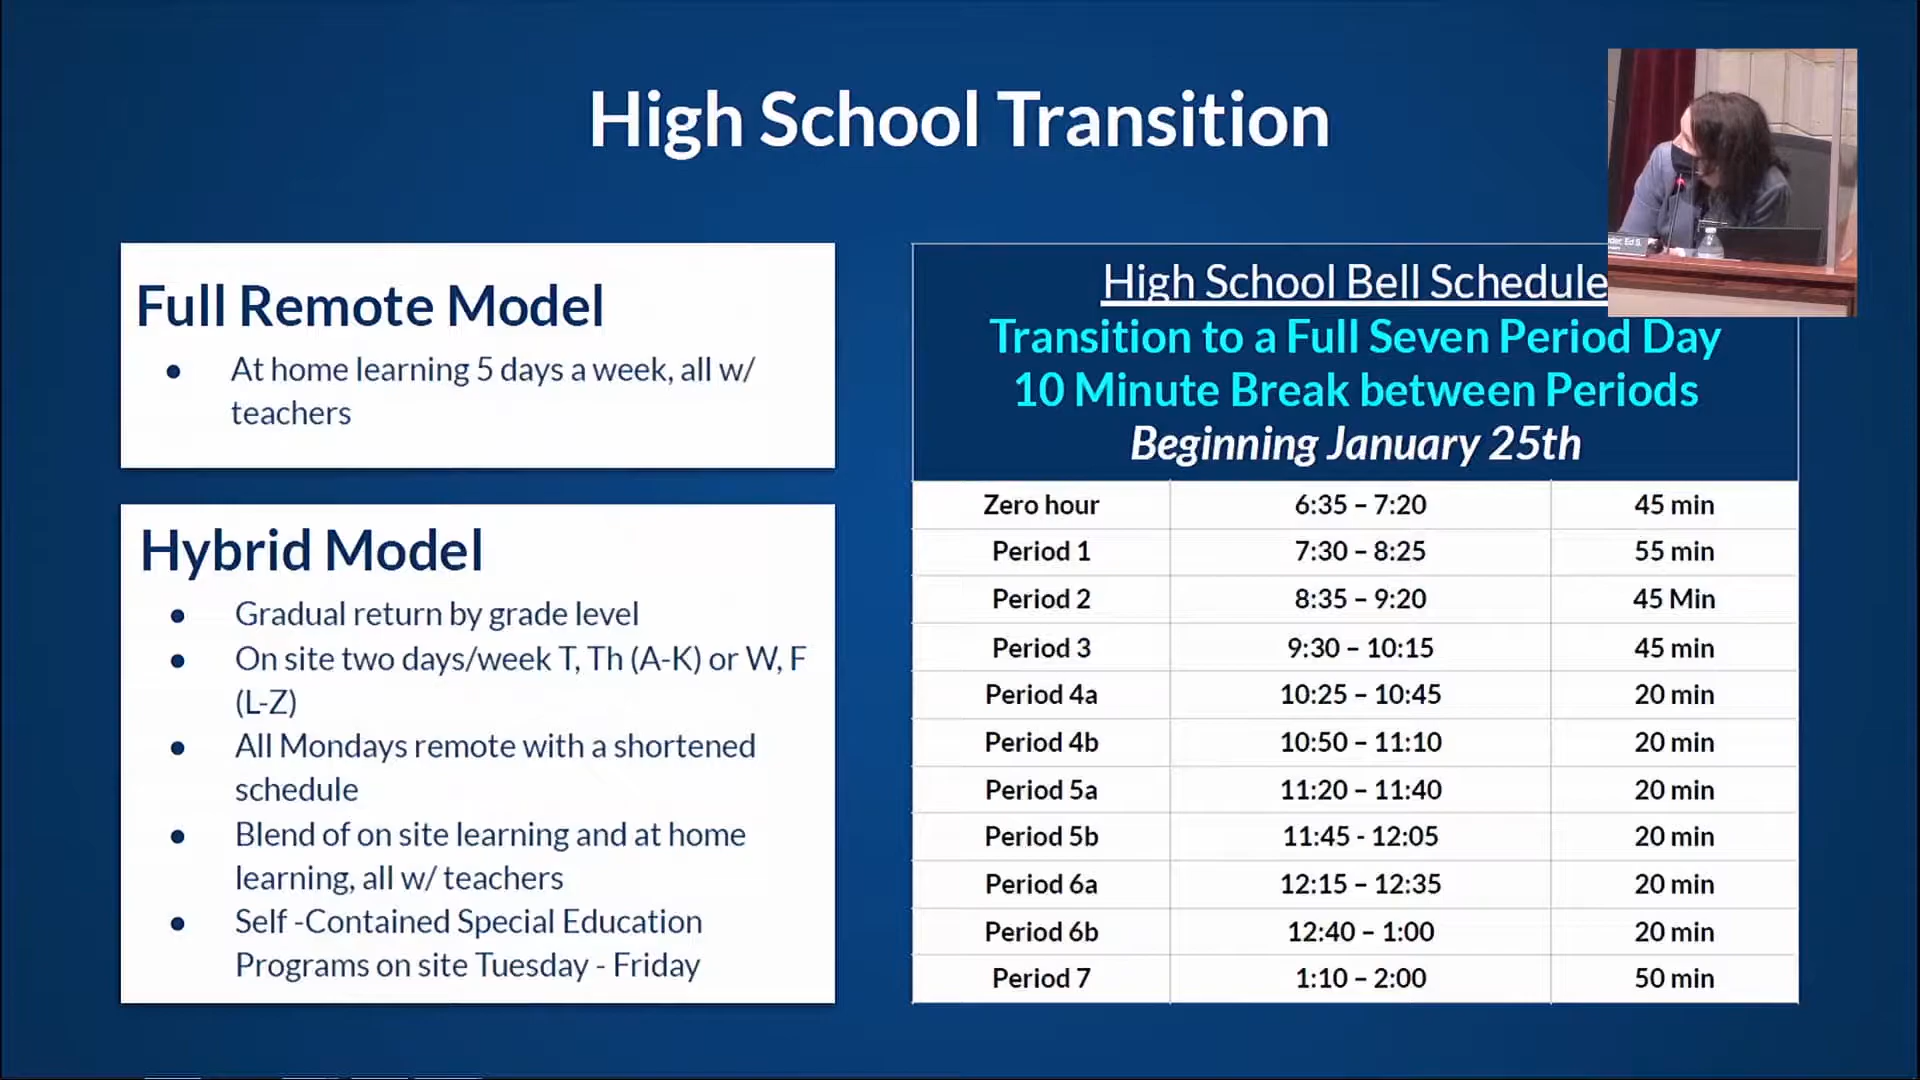 High School Transition
Full Remote Model
● At home learning 5 days a week, all w/
teachers
Hybrid Model
● Gradual return by grade level
● On site two days/week T, Th (A-K) or W, F
(L-Z)
● All Mondays remote with a shortened
schedule
● Blend of on site learning and at home
learning, all w/ teachers
● Self -Contained Special Education
Programs on site Tuesday - Friday
High School Bell Schedule
Transition to a Full Seven Period Day
10 Minute Break between Periods
Beginning January 25th
Zero hour 6:35 – 7:20 45 min
Period 1 7:30 – 8:25 55 min
Period 2 8:35 – 9:20 45 Min
Period 3 9:30 – 10:15 45 min
Period 4a 10:25 – 10:45 20 min
Period 4b 10:50 – 11:10 20 min
Period 5a 11:20 – 11:40 20 min
Period 5b 11:45 - 12:05 20 min
Period 6a 12:15 – 12:35 20 min
Period 6b 12:40 – 1:00 20 min
Period 7 1:10 – 2:00 50 min